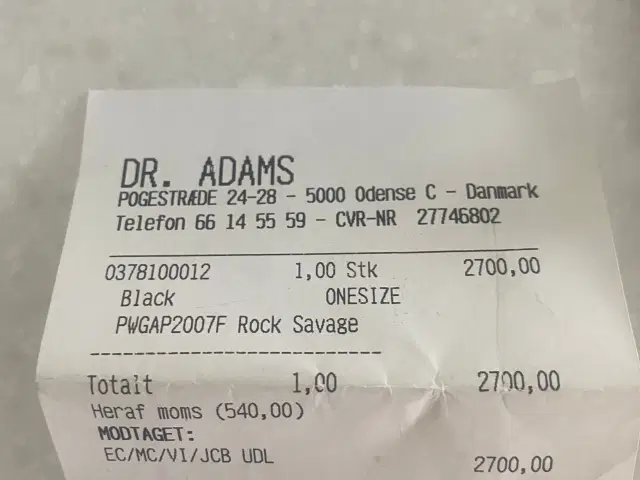 DR. ADAMS
POGESTRÆDE 24-28 - 5000 Odense C - Danmark
Telefon 66 14 55 59 - CVR-NR 27746802
0378100012 1,00 Stk 2700,00
Black ONESIZE
PWGAP2007F Rock Savage
----------------------------
Totalt 1,00 2700,00
Heraf moms (540,00)
MODTAGET:
EC/MC/VI/JCB UDL 2700,00